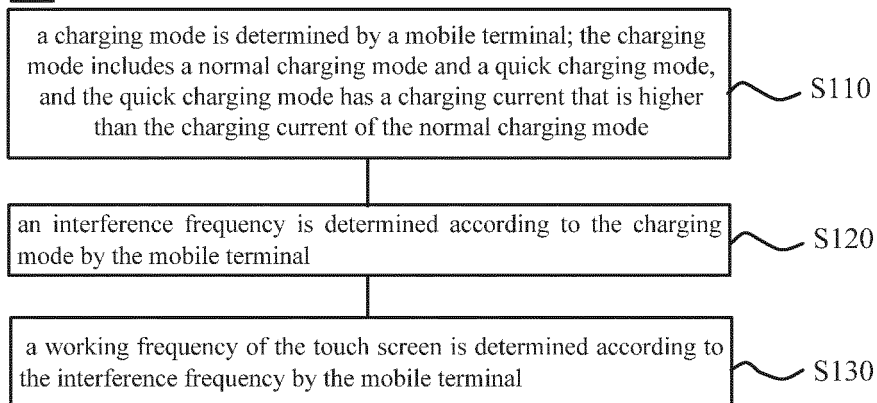 a charging mode is determined by a mobile terminal; the charging
mode includes a normal charging mode and a quick charging mode,
and the quick charging mode has a charging current that is higher
than the charging current of the normal charging mode
S110
an interference frequency is determined according to the charging
mode by the mobile terminal
S120
a working frequency of the touch screen is determined according to
the interference frequency by the mobile terminal
S130